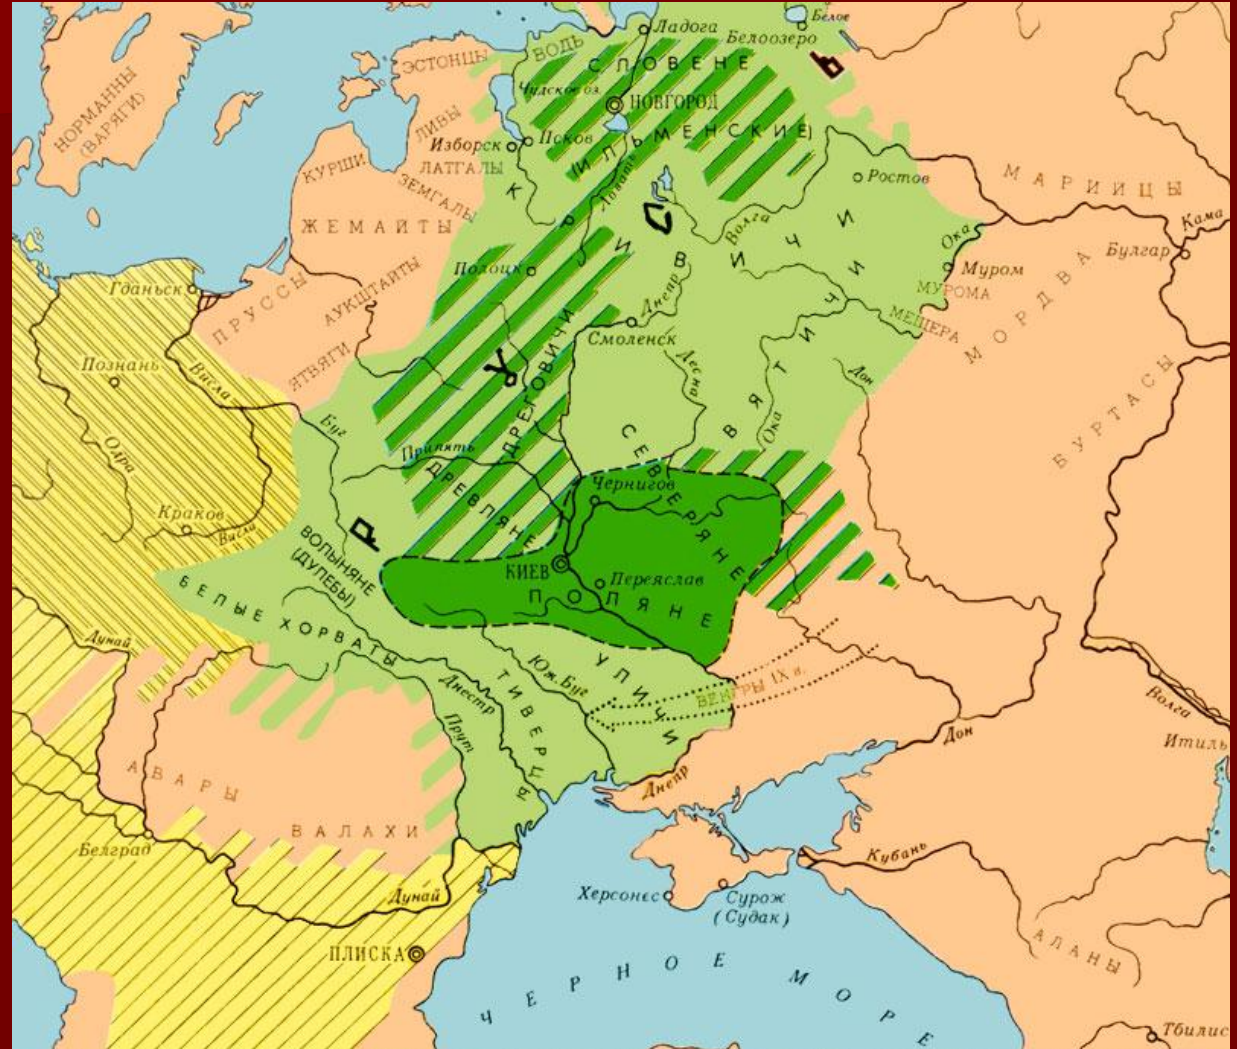 Белое
Ладога
Белоозеро
ВОДЬ
ЭСТОНЦЫ
СЛОВЕНЕ
НОРМАННЫ
(ВАРЯГИ)
Чудское оз.
НОВГОРОД
ЛИВЫ
Псков
(ИЛЬМЕНСКИЕ)
Изборск
ЛАТГАЛЫ
КУРШИ
ЗЕМГАЛЫ
Ловать
Ростов
МАРИЙЦЫ
КРИВИЧИ
ЖЕМАЙТЫ
Волга
Кама
Ока
Булгар
Полоцк
Муром
МУРОМА
МОРДВА
Гданьск
ПРУССЫ
АУКШТАЙТЫ
Днепр
МЕЩЕРА
Смоленск
ЯТВЯГИ
ДРЕГОВИЧИ
Познань
Висла
Десна
Дон
ВЯТИЧИ
БУРТАСЫ
Буг
Ока
Одра
Припять
СЕВЕРЯНЕ
ДРЕВЛЯНЕ
Чернигов
Краков
Висла
ВОЛЫНЯНЕ
(ДУЛЕБЫ)
КИЕВ
Переяслав
ПОЛЯНЕ
БЕЛЫЕ ХОРВАТЫ
Дунай
УЛИЧИ
Юж. Буг
ТИВЕРЦЫ
Днестр
ВЕНГРЫ IX в.
Прут
Волга
Дон
Итиль
АВАРЫ
Днепр
ВАЛАХИ
Белград
Кубань
Дунай
Херсонес
Сурож
(Судак)
ПЛИСКА
АЛАНЫ
ЧЕРНОЕ МОРЕ
Тбилис